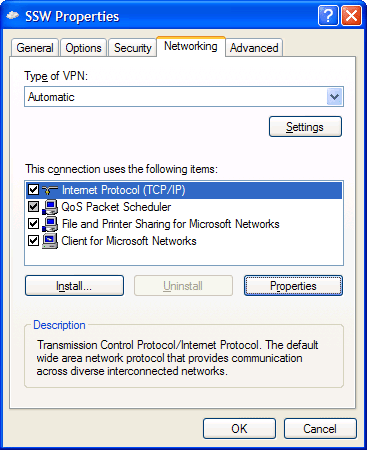 SSW Properties
General
Options
Security
Networking
Advanced
Type of VPN:
Automatic
Settings
This connection uses the following items:
Internet Protocol (TCP/IP)
QoS Packet Scheduler
File and Printer Sharing for Microsoft Networks
Client for Microsoft Networks
Install...
Uninstall
Properties
Description
Transmission Control Protocol/Internet Protocol. The default
wide area network protocol that provides communication
across diverse interconnected networks.
OK
Cancel